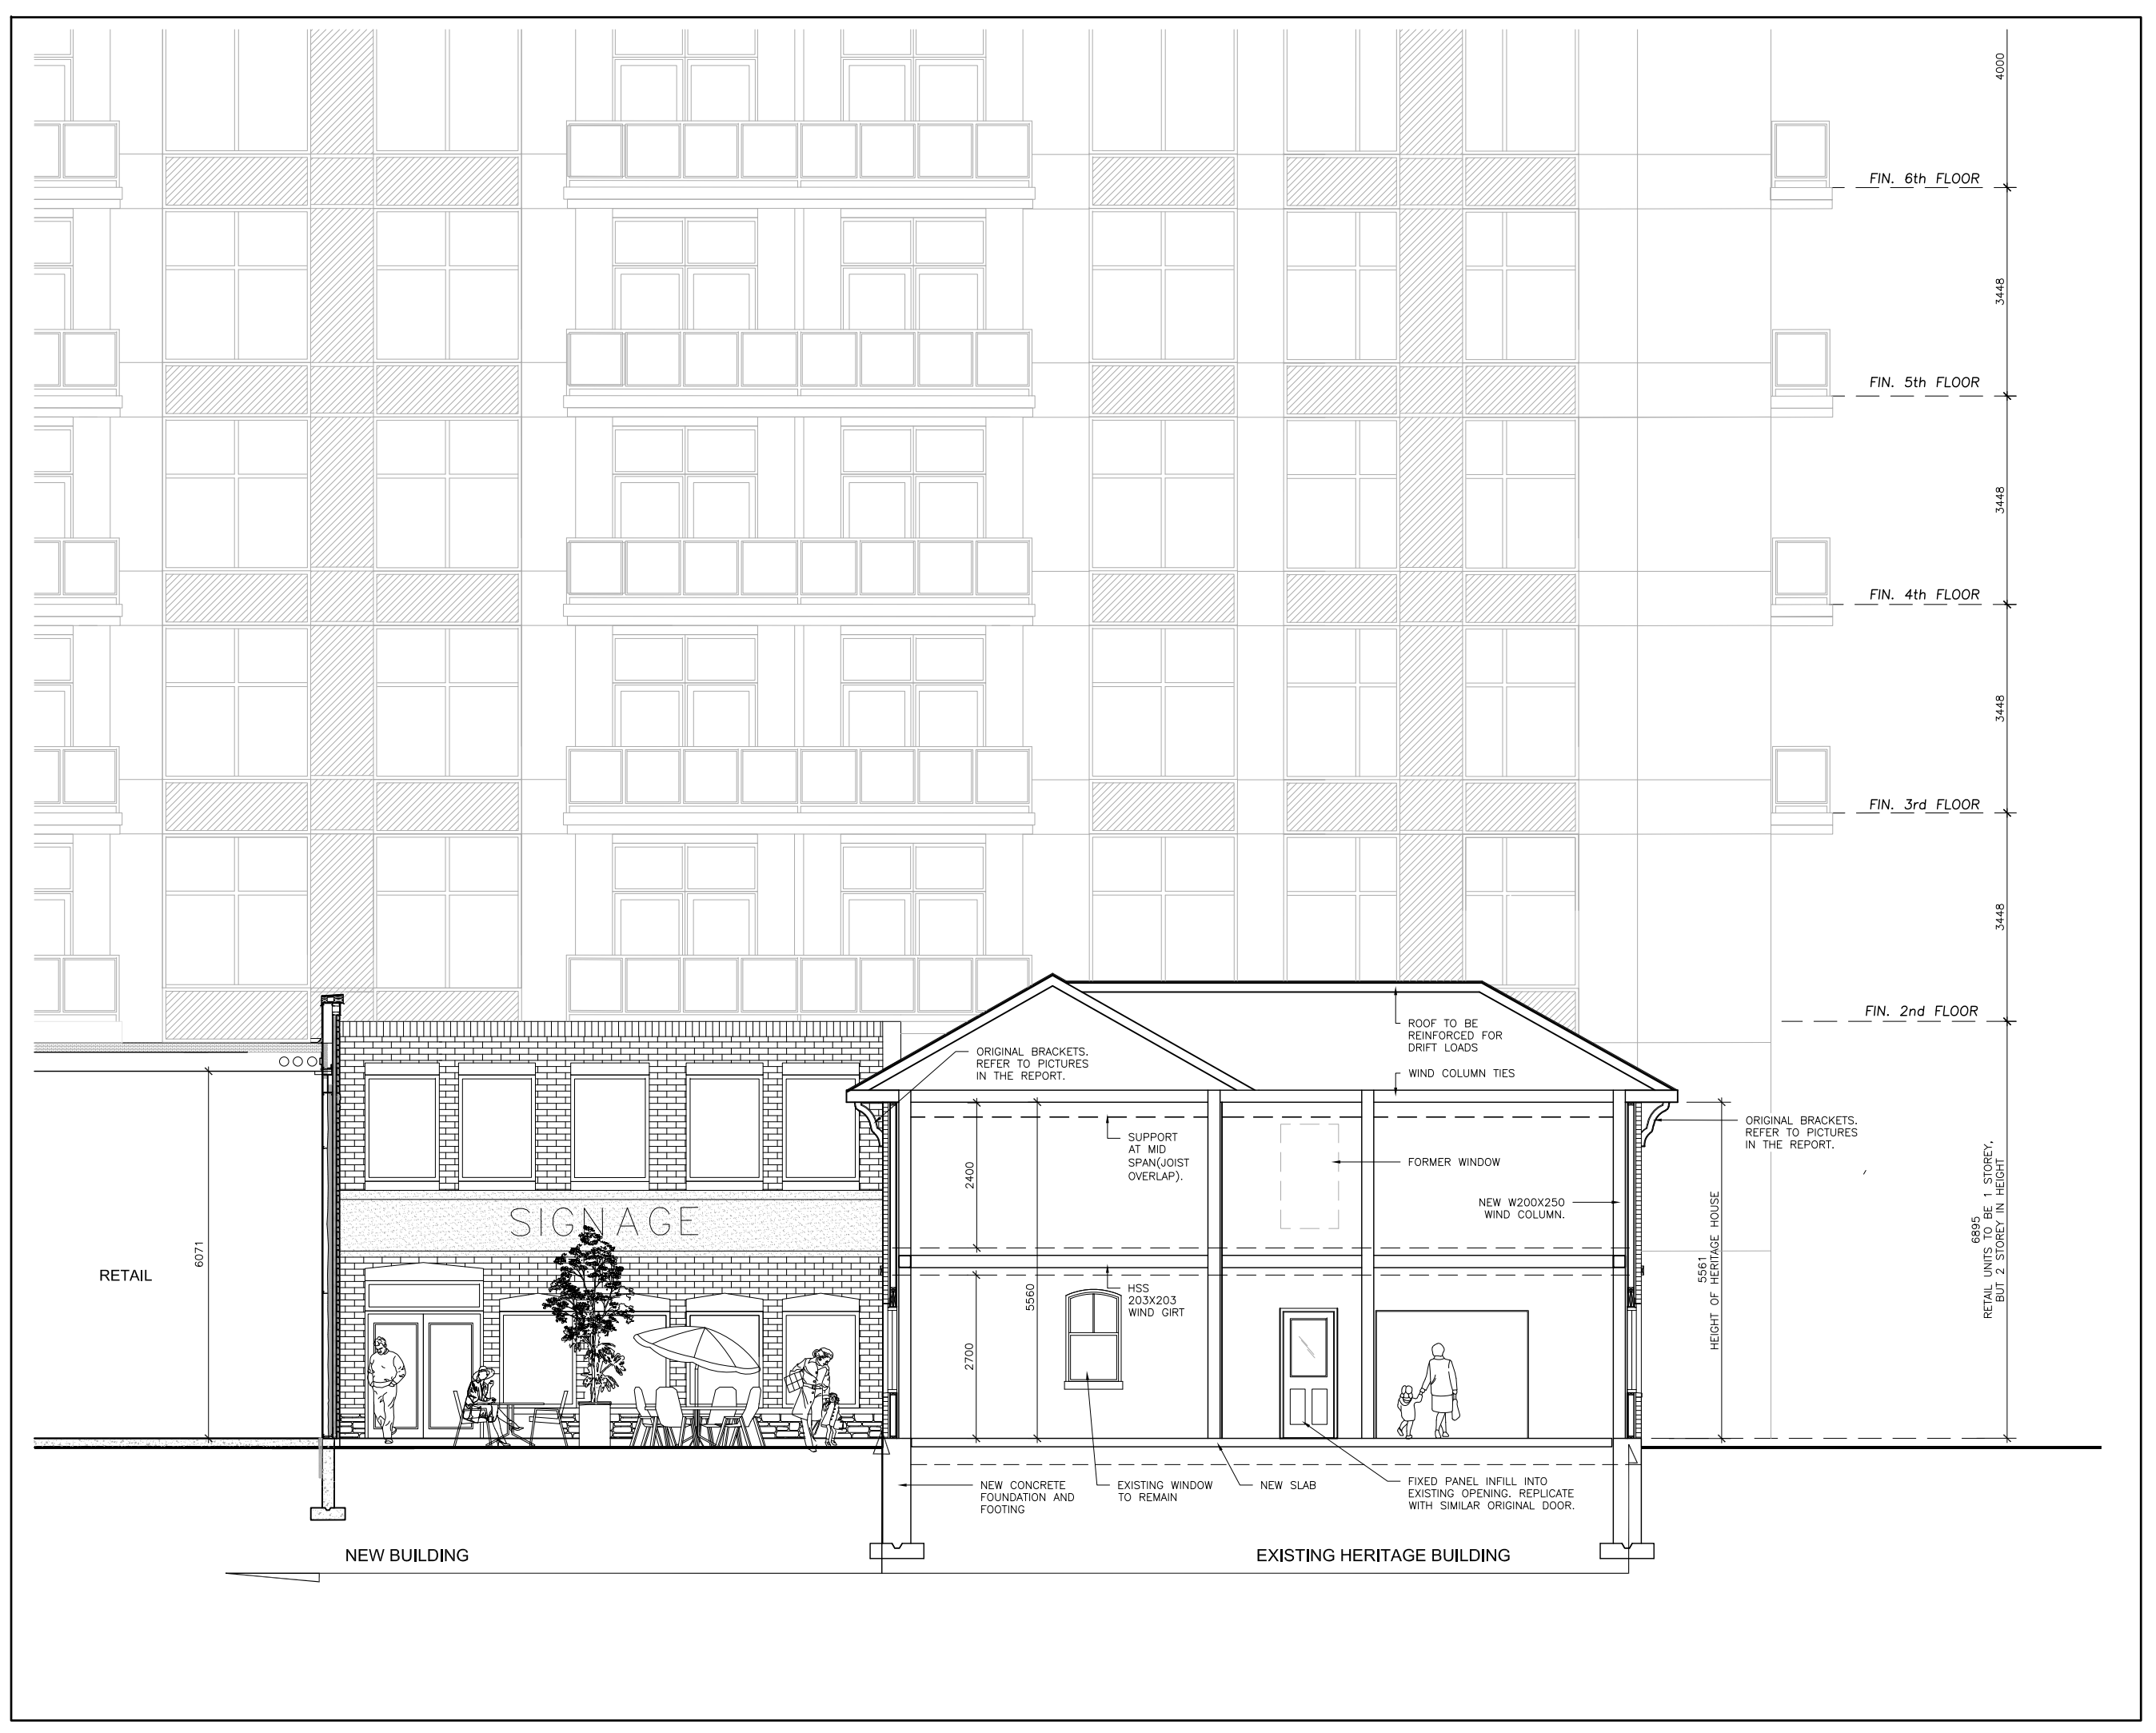 4000
FIN. 6th FLOOR
3448
FIN. 5th FLOOR
3448
FIN. 4th FLOOR
3448
FIN. 3rd FLOOR
3448
FIN. 2nd FLOOR
ROOF TO BE
REINFORCED FOR
DRIFT LOADS
WIND COLUMN TIES
ORIGINAL BRACKETS.
REFER TO PICTURES
IN THE REPORT.
ORIGINAL BRACKETS.
REFER TO PICTURES
IN THE REPORT.
SUPPORT
AT MID
SPAN(JOIST
OVERLAP).
FORMER WINDOW
NEW W200X250
WIND COLUMN.
2400
SIGNAGE
6071
RETAIL
5560
HSS
203X203
WIND GIRT
2700
5561
HEIGHT OF HERITAGE HOUSE
6895
RETAIL UNITS TO BE 1 STOREY,
BUT 2 STOREY IN HEIGHT
NEW CONCRETE
FOUNDATION AND
FOOTING
EXISTING WINDOW
TO REMAIN
NEW SLAB
FIXED PANEL INFILL INTO
EXISTING OPENING. REPLICATE
WITH SIMILAR ORIGINAL DOOR.
NEW BUILDING
EXISTING HERITAGE BUILDING